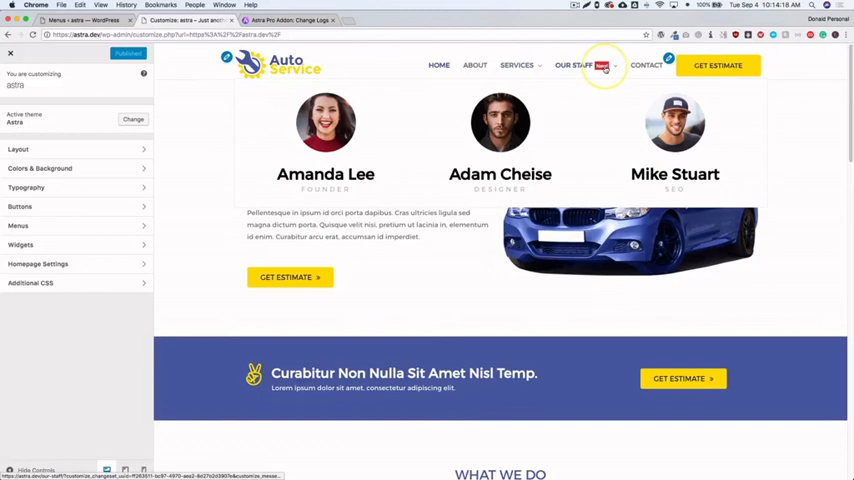 Chrome File Edit View History Bookmarks People Window Help
100% Tue Sep 4 10:14:18 AM
Menus ‹ astra — WordPress
Customize: astra – Just anoth
Astra Pro Addon: Change Logs
Donald Personal
https://astra.dev/wp-admin/customize.php?url=https%3A%2F%2Fastra.dev%2F
Published
You are customizing
astra
Active theme
Astra
Change
Layout
Colors & Background
Typography
Buttons
Menus
Widgets
Homepage Settings
Additional CSS
Hide Controls
Auto
Service
HOME ABOUT SERVICES OUR STAFF New! CONTACT GET ESTIMATE
Amanda Lee Adam Cheise Mike Stuart
FOUNDER DESIGNER SEO
Pellentesque in ipsum id orci porta dapibus. Cras ultricies ligula sed
magna dictum porta. Quisque velit nisi, pretium ut lacinia in, elementum
id enim. Curabitur arcu erat, accumsan id imperdiet.
GET ESTIMATE »
Curabitur Non Nulla Sit Amet Nisl Temp.
Lorem ipsum dolor sit amet, consectetur adipiscing elit.
GET ESTIMATE »
WHAT WE DO